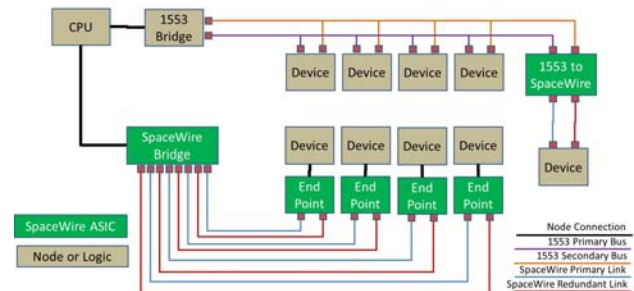 CPU
1553
Bridge
Device
Device
Device
Device
1553 to
SpaceWire
SpaceWire
Bridge
Device
Device
Device
Device
Device
End
Point
End
Point
End
Point
End
Point
SpaceWire ASIC
Node or Logic
Node Connection
1553 Primary Bus
1553 Secondary Bus
SpaceWire Primary Link
SpaceWire Redundant Link